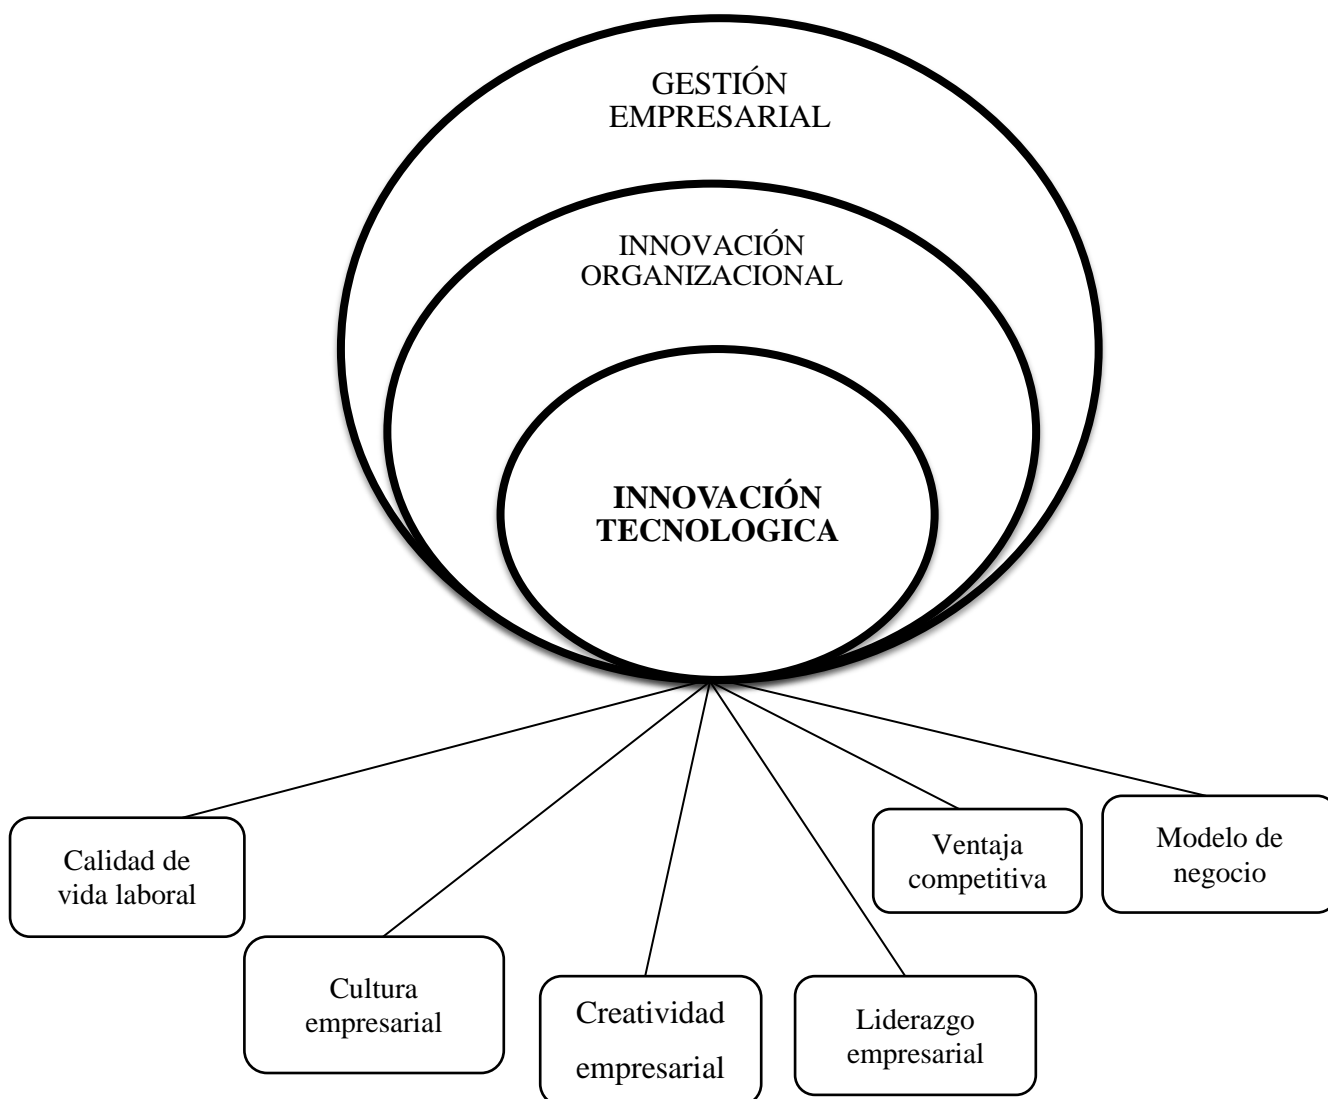 GESTIÓN
EMPRESARIAL
INNOVACIÓN
ORGANIZACIONAL
INNOVACIÓN
TECNOLOGICA
Calidad de
vida laboral
Cultura
empresarial
Creatividad
empresarial
Liderazgo
empresarial
Ventaja
competitiva
Modelo de
negocio